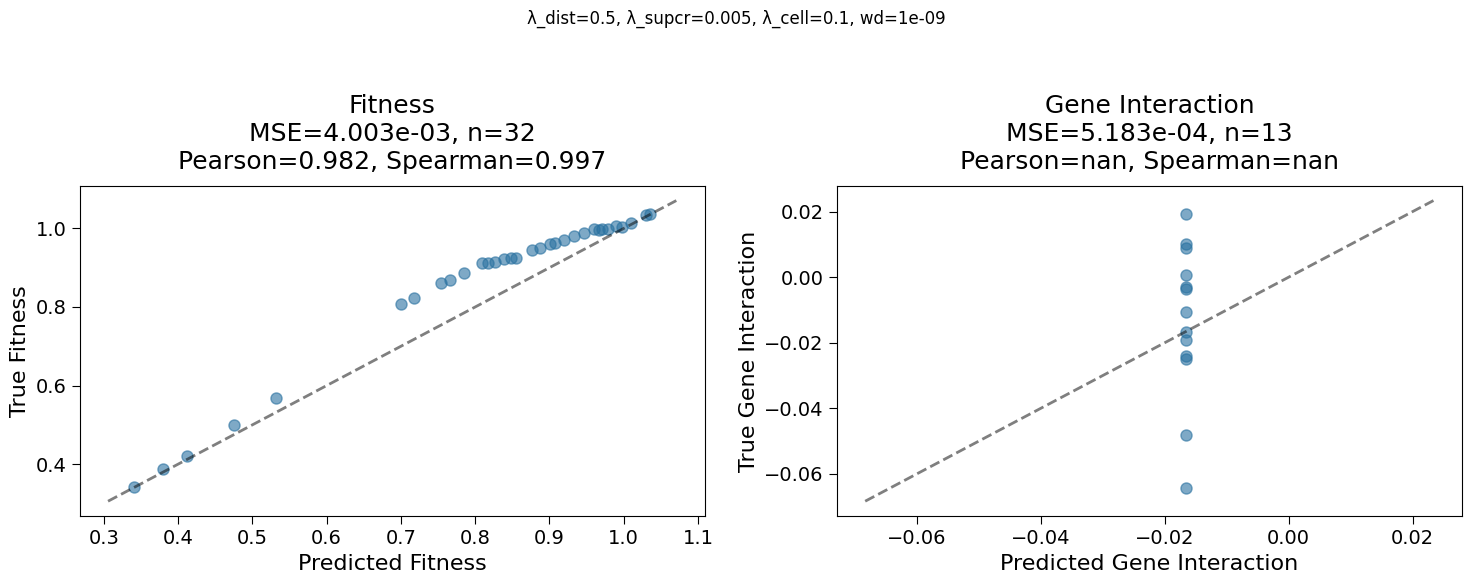 λ_dist=0.5, λ_supcr=0.005, λ_cell=0.1, wd=1e-09
Fitness
MSE=4.003e-03, n=32
Pearson=0.982, Spearman=0.997
True Fitness
1.0
0.8
0.6
0.4
0.3 0.4 0.5 0.6 0.7 0.8 0.9 1.0 1.1
Predicted Fitness
Gene Interaction
MSE=5.183e-04, n=13
Pearson=nan, Spearman=nan
True Gene Interaction
0.02
0.00
−0.02
−0.04
−0.06
−0.06 −0.04 −0.02 0.00 0.02
Predicted Gene Interaction